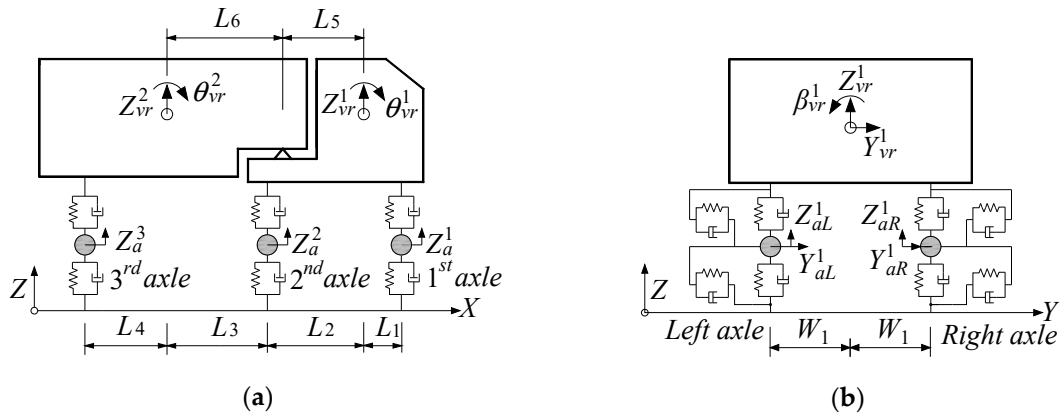 L₆ L₅
Z²ᵥᵣ θ²ᵥᵣ Z¹ᵥᵣ θ¹ᵥᵣ
Z³ₐ Z²ₐ Z¹ₐ
3ʳᵈ axle 2ⁿᵈ axle 1ˢᵗ axle
Z X
L₄ L₃ L₂ L₁
(a)
Z¹ᵥᵣ
β¹ᵥᵣ
Y¹ᵥᵣ
Z¹ₐL Z¹ₐR
Y¹ₐL Y¹ₐR
Z Y
Left axle W₁ W₁ Right axle
(b)